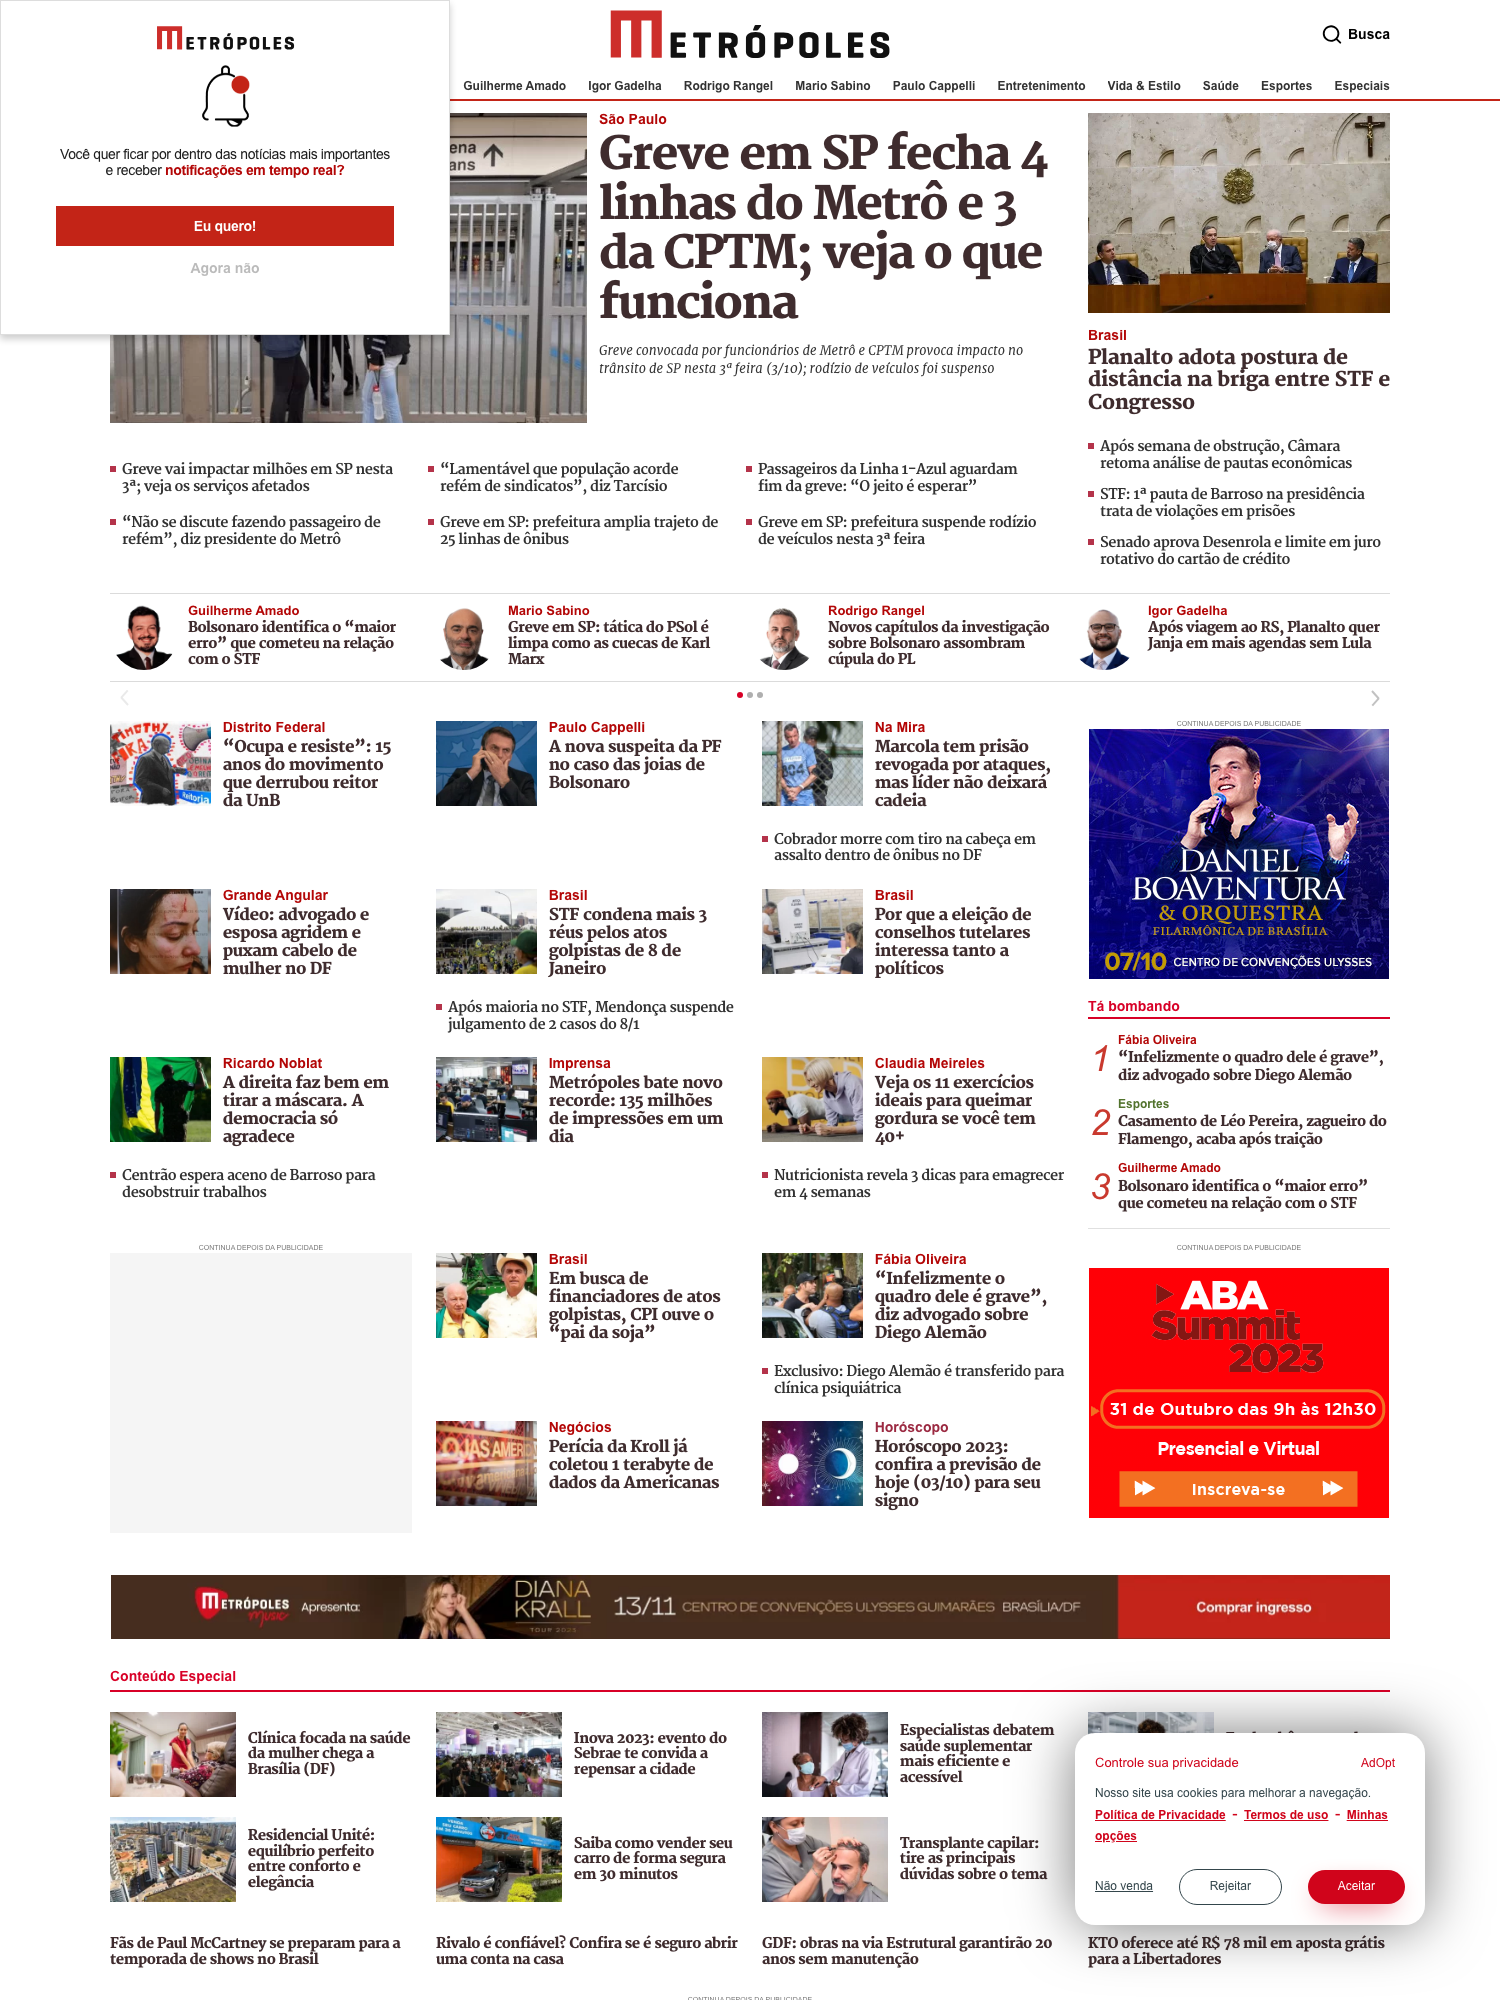 METRÓPOLES
Você quer ficar por dentro das notícias mais importantes
e receber notificações em tempo real?
Eu quero!
Agora não
METRÓPOLES
Busca
Guilherme Amado
Igor Gadelha
Rodrigo Rangel
Mario Sabino
Paulo Cappelli
Entretenimento
Vida & Estilo
Saúde
Esportes
Especiais
São Paulo
Greve em SP fecha 4
linhas do Metrô e 3
da CPTM; veja o que
funciona
Greve convocada por funcionários de Metrô e CPTM provoca impacto no
trânsito de SP nesta 3ª feira (3/10); rodízio de veículos foi suspenso
Brasil
Planalto adota postura de
distância na briga entre STF e
Congresso
Após semana de obstrução, Câmara
retoma análise de pautas econômicas
STF: 1ª pauta de Barroso na presidência
trata de violações em prisões
Senado aprova Desenrola e limite em juro
rotativo do cartão de crédito
Greve vai impactar milhões em SP nesta
3ª; veja os serviços afetados
“Lamentável que população acorde
refém de sindicatos”, diz Tarcísio
Passageiros da Linha 1-Azul aguardam
fim da greve: “O jeito é esperar”
“Não se discute fazendo passageiro de
refém”, diz presidente do Metrô
Greve em SP: prefeitura amplia trajeto de
25 linhas de ônibus
Greve em SP: prefeitura suspende rodízio
de veículos nesta 3ª feira
Guilherme Amado
Bolsonaro identifica o “maior
erro” que cometeu na relação
com o STF
Mario Sabino
Greve em SP: tática do PSol é
limpa como as cuecas de Karl
Marx
Rodrigo Rangel
Novos capítulos da investigação
sobre Bolsonaro assombram
cúpula do PL
Igor Gadelha
Após viagem ao RS, Planalto quer
Janja em mais agendas sem Lula
Distrito Federal
“Ocupa e resiste”: 15
anos do movimento
que derrubou reitor
da UnB
Reitoria
Paulo Cappelli
A nova suspeita da PF
no caso das joias de
Bolsonaro
Na Mira
Marcola tem prisão
revogada por ataques,
mas líder não deixará
cadeia
Cobrador morre com tiro na cabeça em
assalto dentro de ônibus no DF
CONTINUA DEPOIS DA PUBLICIDADE
DANIEL
BOAVENTURA
& ORQUESTRA
FILARMÔNICA DE BRASÍLIA
07/10 CENTRO DE CONVENÇÕES ULYSSES
Grande Angular
Vídeo: advogado e
esposa agridem e
puxam cabelo de
mulher no DF
Brasil
STF condena mais 3
réus pelos atos
golpistas de 8 de
Janeiro
Após maioria no STF, Mendonça suspende
julgamento de 2 casos do 8/1
Brasil
Por que a eleição de
conselhos tutelares
interessa tanto a
políticos
Tá bombando
1
Fábia Oliveira
“Infelizmente o quadro dele é grave”,
diz advogado sobre Diego Alemão
2
Esportes
Casamento de Léo Pereira, zagueiro do
Flamengo, acaba após traição
3
Guilherme Amado
Bolsonaro identifica o “maior erro”
que cometeu na relação com o STF
Ricardo Noblat
A direita faz bem em
tirar a máscara. A
democracia só
agradece
Centrão espera aceno de Barroso para
desobstruir trabalhos
Imprensa
Metrópoles bate novo
recorde: 135 milhões
de impressões em um
dia
Claudia Meireles
Veja os 11 exercícios
ideais para queimar
gordura se você tem
40+
Nutricionista revela 3 dicas para emagrecer
em 4 semanas
CONTINUA DEPOIS DA PUBLICIDADE
Brasil
Em busca de
financiadores de atos
golpistas, CPI ouve o
“pai da soja”
Fábia Oliveira
“Infelizmente o
quadro dele é grave”,
diz advogado sobre
Diego Alemão
Exclusivo: Diego Alemão é transferido para
clínica psiquiátrica
Negócios
Perícia da Kroll já
coletou 1 terabyte de
dados da Americanas
Horóscopo
Horóscopo 2023:
confira a previsão de
hoje (03/10) para seu
signo
CONTINUA DEPOIS DA PUBLICIDADE
ABA
Summit
2023
31 de Outubro das 9h às 12h30
Presencial e Virtual
Inscreva-se
METRÓPOLES
Music
Apresenta:
DIANA
KRALL
TOUR 2023
13/11 CENTRO DE CONVENÇÕES ULYSSES GUIMARÃES BRASÍLIA/DF
Comprar ingresso
Conteúdo Especial
Clínica focada na saúde
da mulher chega a
Brasília (DF)
Inova 2023: evento do
Sebrae te convida a
repensar a cidade
Especialistas debatem
saúde suplementar
mais eficiente e
acessível
Residencial Unité:
equilíbrio perfeito
entre conforto e
elegância
Saiba como vender seu
carro de forma segura
em 30 minutos
Transplante capilar:
tire as principais
dúvidas sobre o tema
Controle sua privacidade
AdOpt
Nosso site usa cookies para melhorar a navegação.
Política de Privacidade - Termos de uso - Minhas
opções
Não venda
Rejeitar
Aceitar
Fãs de Paul McCartney se preparam para a
temporada de shows no Brasil
Rivalo é confiável? Confira se é seguro abrir
uma conta na casa
GDF: obras na via Estrutural garantirão 20
anos sem manutenção
KTO oferece até R$ 78 mil em aposta grátis
para a Libertadores
CONTINUA DEPOIS DA PUBLICIDADE